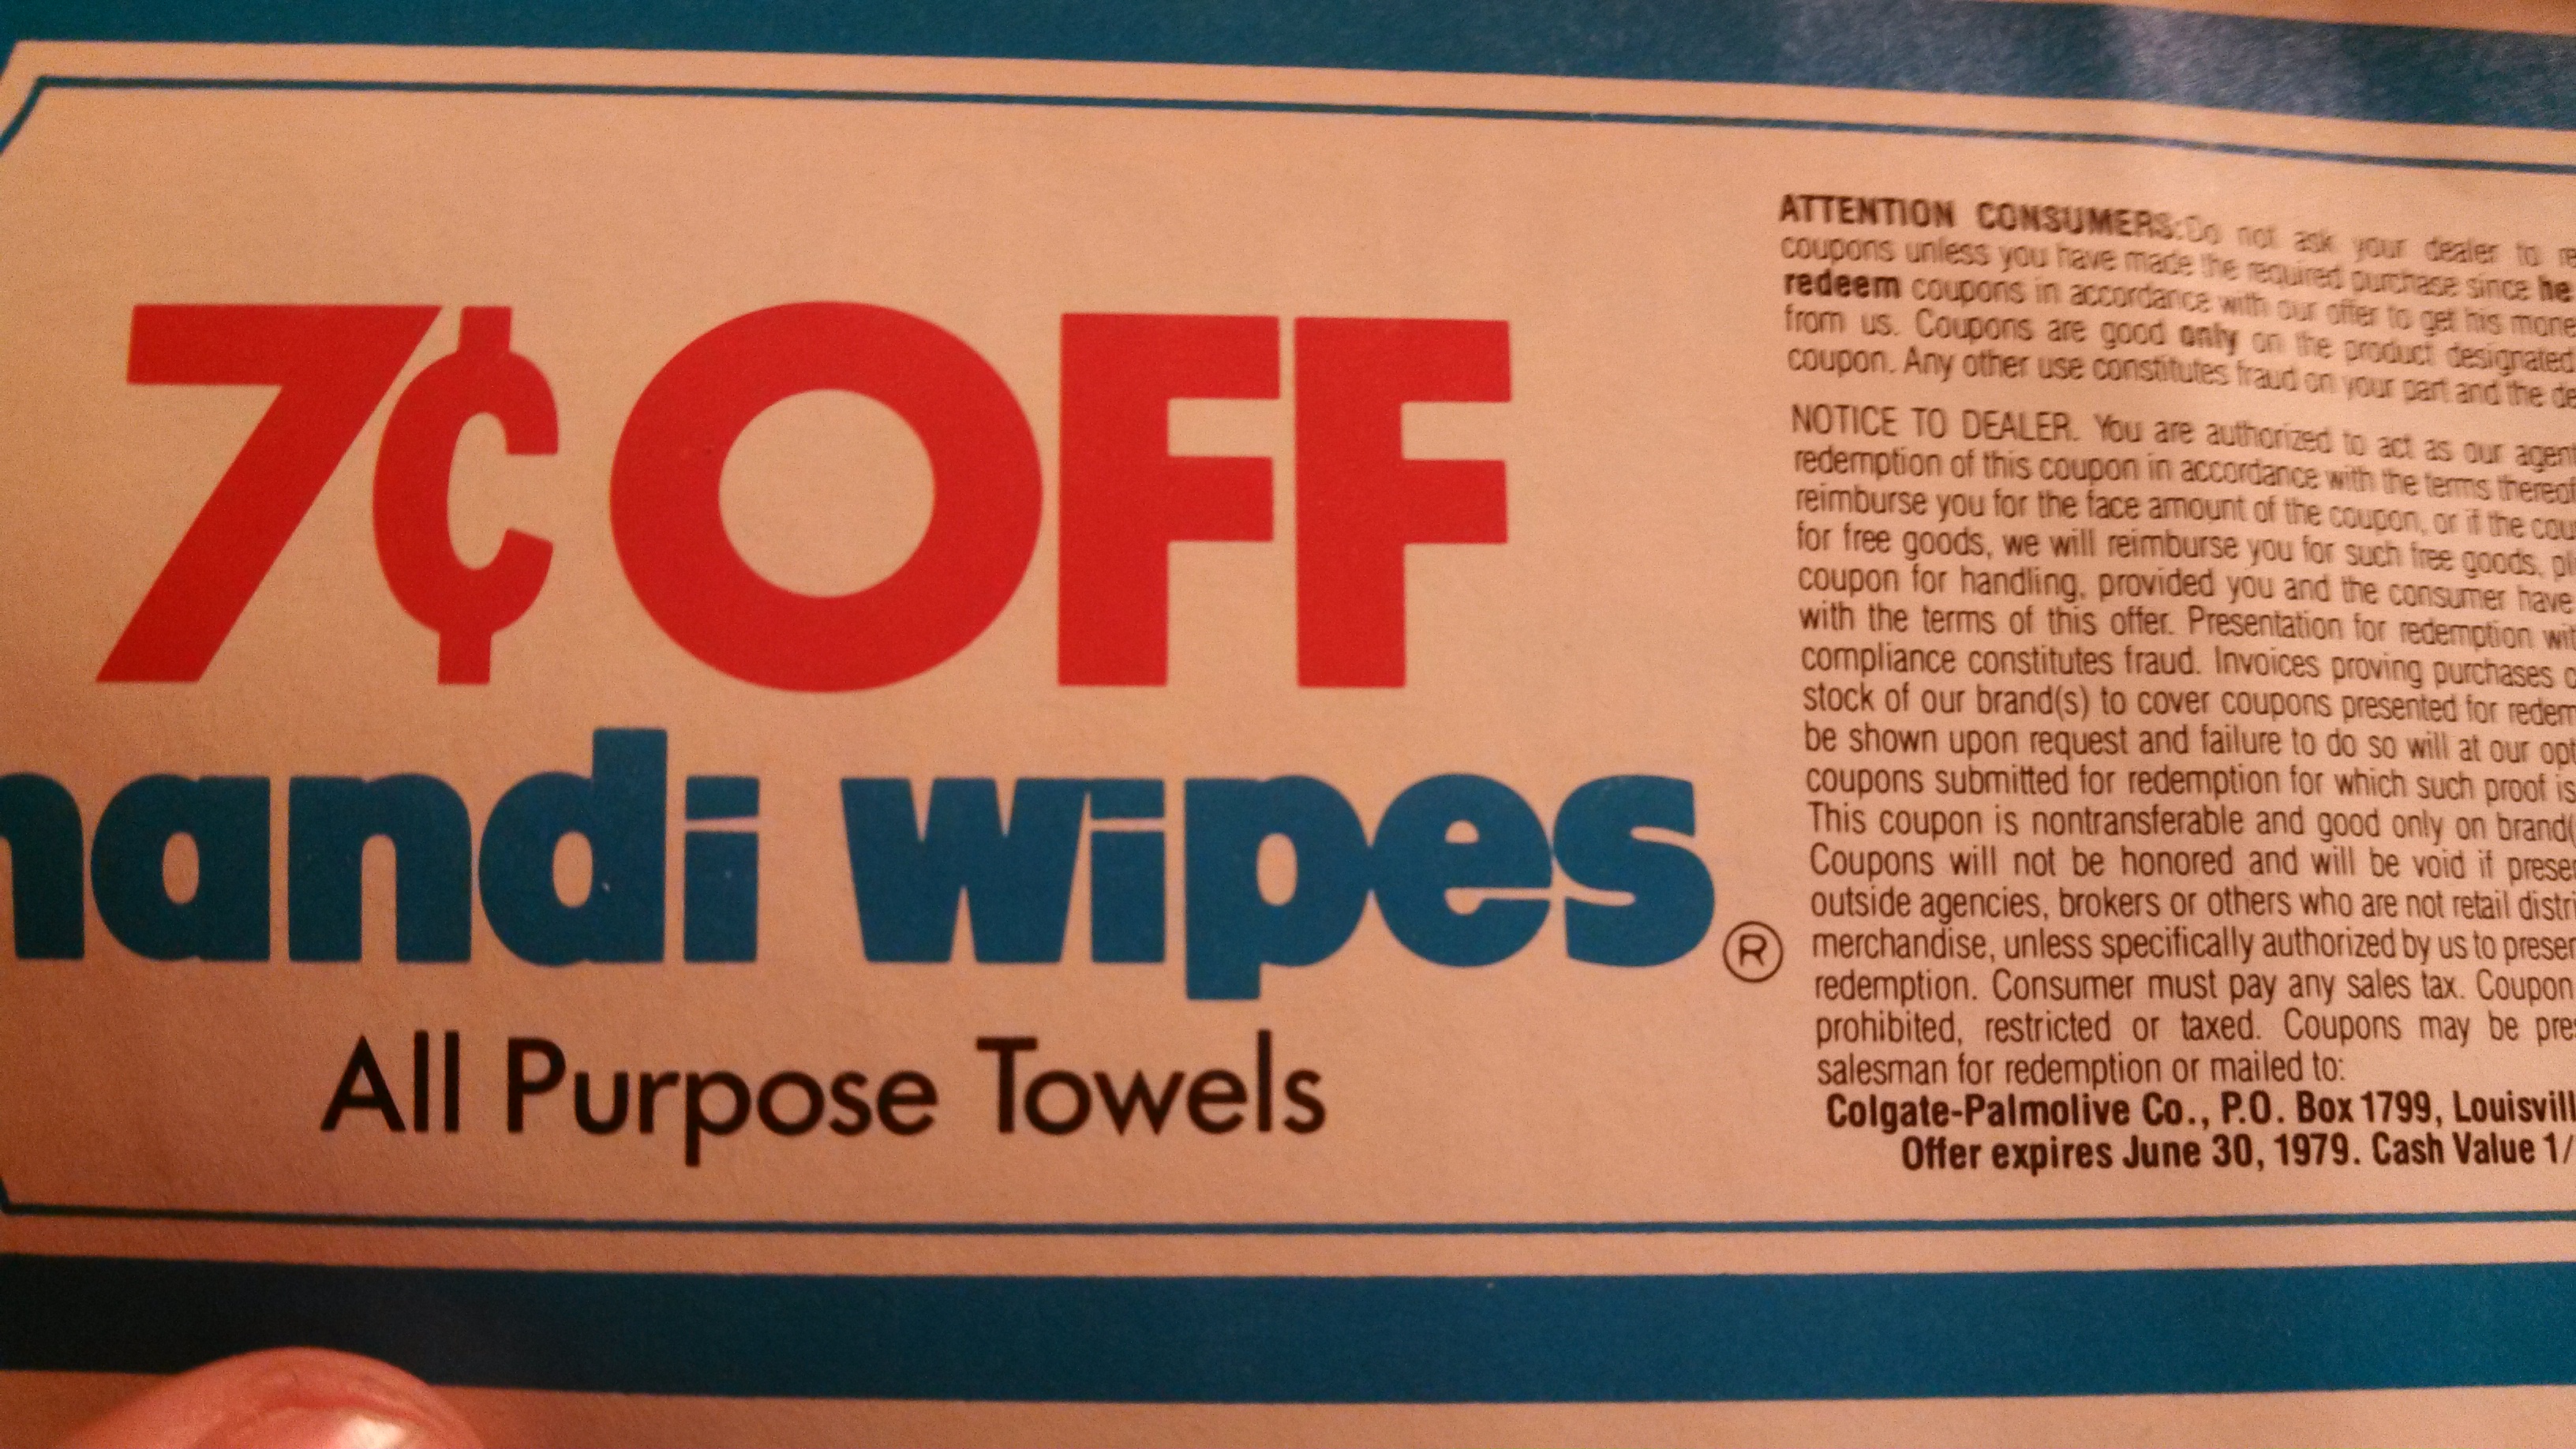 7¢ OFF
handi wipes®
All Purpose Towels
ATTENTION CONSUMERS: Do not ask your dealer to
coupons unless you have made the required purchase since he
redeem coupons in accordance with our offer to get his
from us. Coupons are good only on the product designated
coupon. Any other use constitutes fraud on your part and the
NOTICE TO DEALER. You are authorized to act as our agent
redemption of this coupon in accordance with the terms thereof
reimburse you for the face amount of the coupon, or if the
for free goods, we will reimburse you for such free goods,
coupon for handling, provided you and the consumer have
with the terms of this offer. Presentation for redemption
compliance constitutes fraud. Invoices proving purchases
stock of our brand(s) to cover coupons presented for
be shown upon request and failure to do so will at our
coupons submitted for redemption for which such proof is
This coupon is nontransferable and good only on
Coupons will not be honored and will be void if
outside agencies, brokers or others who are not retail
merchandise, unless specifically authorized by us to
redemption. Consumer must pay any sales tax. Coupon
prohibited, restricted or taxed. Coupons may be
salesman for redemption or mailed to:
Colgate-Palmolive Co., P.O. Box 1799,
Offer expires June 30, 1979. Cash Value 1/